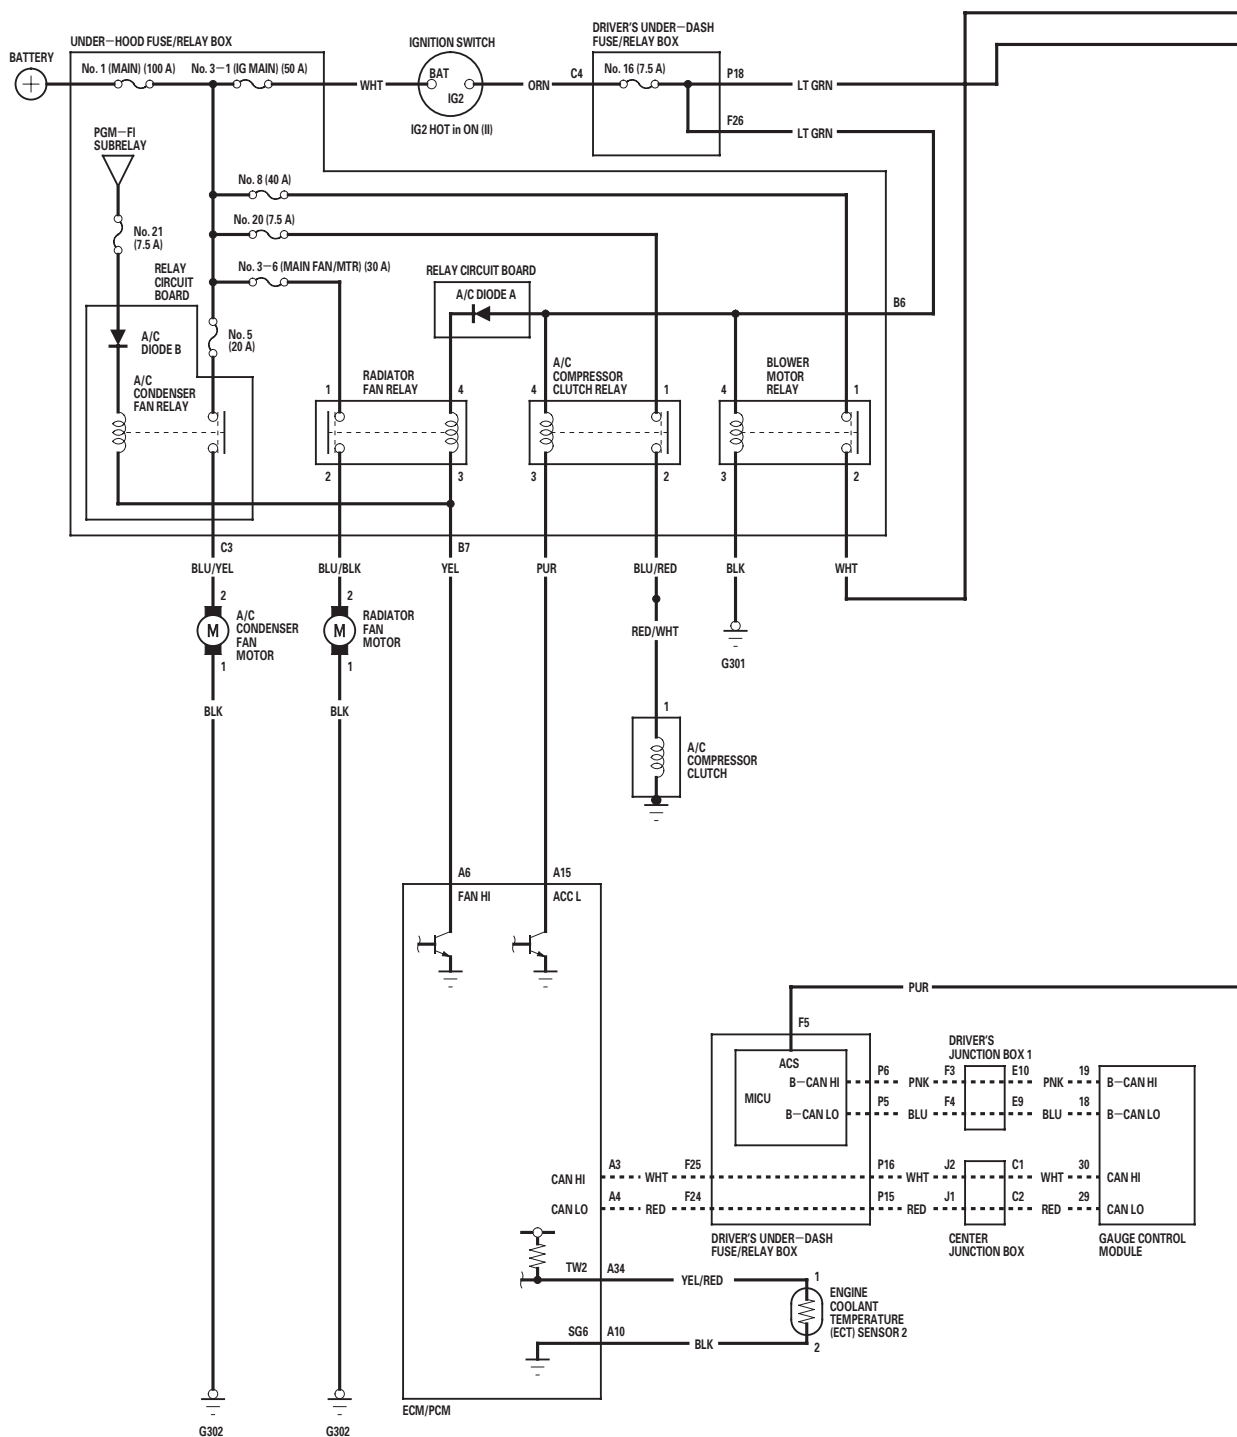 BATTERY
UNDER-HOOD FUSE/RELAY BOX
No. 1 (MAIN) (100 A)
No. 3-1 (IG MAIN) (50 A)
WHT
IGNITION SWITCH
BAT
IG2
IG2 HOT in ON (II)
ORN
C4
DRIVER'S UNDER-DASH
FUSE/RELAY BOX
No. 16 (7.5 A)
P18
LT GRN
F26
LT GRN
PGM-FI
SUBRELAY
No. 21
(7.5 A)
No. 8 (40 A)
No. 20 (7.5 A)
No. 3-6 (MAIN FAN/MTR) (30 A)
RELAY
CIRCUIT
BOARD
A/C
DIODE B
No. 5
(20 A)
A/C
CONDENSER
FAN RELAY
RELAY CIRCUIT BOARD
A/C DIODE A
B6
RADIATOR
FAN RELAY
1
4
2
3
A/C
COMPRESSOR
CLUTCH RELAY
4
1
3
2
BLOWER
MOTOR
RELAY
4
1
3
2
C3
B7
BLU/YEL
BLU/BLK
YEL
PUR
BLU/RED
BLK
WHT
2
M
1
A/C
CONDENSER
FAN
MOTOR
2
M
1
RADIATOR
FAN
MOTOR
RED/WHT
G301
BLK
BLK
1
A/C
COMPRESSOR
CLUTCH
A6
A15
FAN HI
ACC L
PUR
F5
ACS
MICU
B-CAN HI
B-CAN LO
P6
PNK
F3
DRIVER'S
JUNCTION BOX 1
E10
PNK
19
B-CAN HI
P5
BLU
F4
E9
BLU
18
B-CAN LO
CAN HI
A3
WHT
F25
P16
WHT
J2
C1
WHT
30
CAN HI
CAN LO
A4
RED
F24
P15
RED
J1
C2
RED
29
CAN LO
DRIVER'S UNDER-DASH
FUSE/RELAY BOX
CENTER
JUNCTION BOX
GAUGE CONTROL
MODULE
TW2
A34
YEL/RED
1
ENGINE
COOLANT
TEMPERATURE
(ECT) SENSOR 2
SG6
A10
BLK
2
ECM/PCM
G302
G302